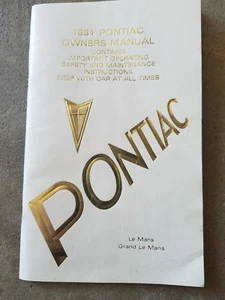 1981 PONTIAC
OWNERS MANUAL
CONTAINS
IMPORTANT OPERATING
SAFETY AND MAINTENANCE
INSTRUCTIONS
KEEP WITH CAR AT ALL TIMES
PONTIAC
Le Mans
Grand Le Mans